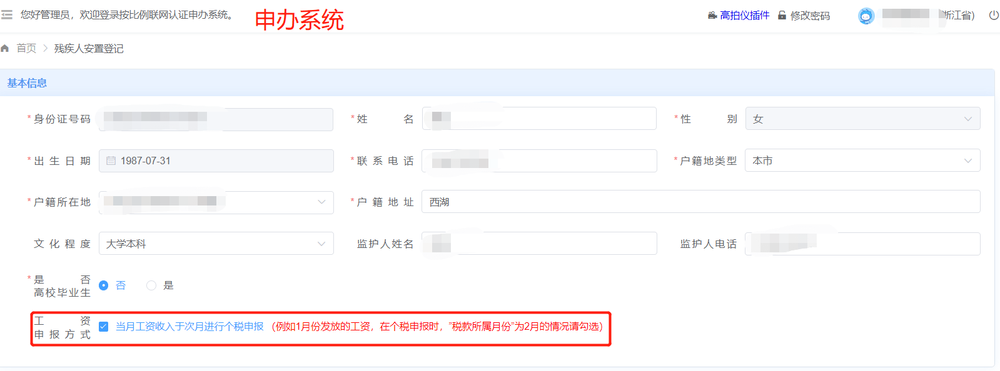 您好管理员，欢迎登录按比例联网认证申办系统。 申办系统 高拍仪插件 修改密码 浙江省)
首页 > 残疾人安置登记
基本信息
*身份证号码 *姓 名 *性 别 女
*出生日期 1987-07-31 *联系电话 *户籍地类型 本市
*户籍所在地 *户籍地址 西湖
文化程度 大学本科 监护人姓名 监护人电话
*是 否
高校毕业生 否 是
工 资
申报方式 当月工资收入于次月进行个税申报 (例如1月份发放的工资，在个税申报时，"税款所属月份"为2月的情况请勾选)